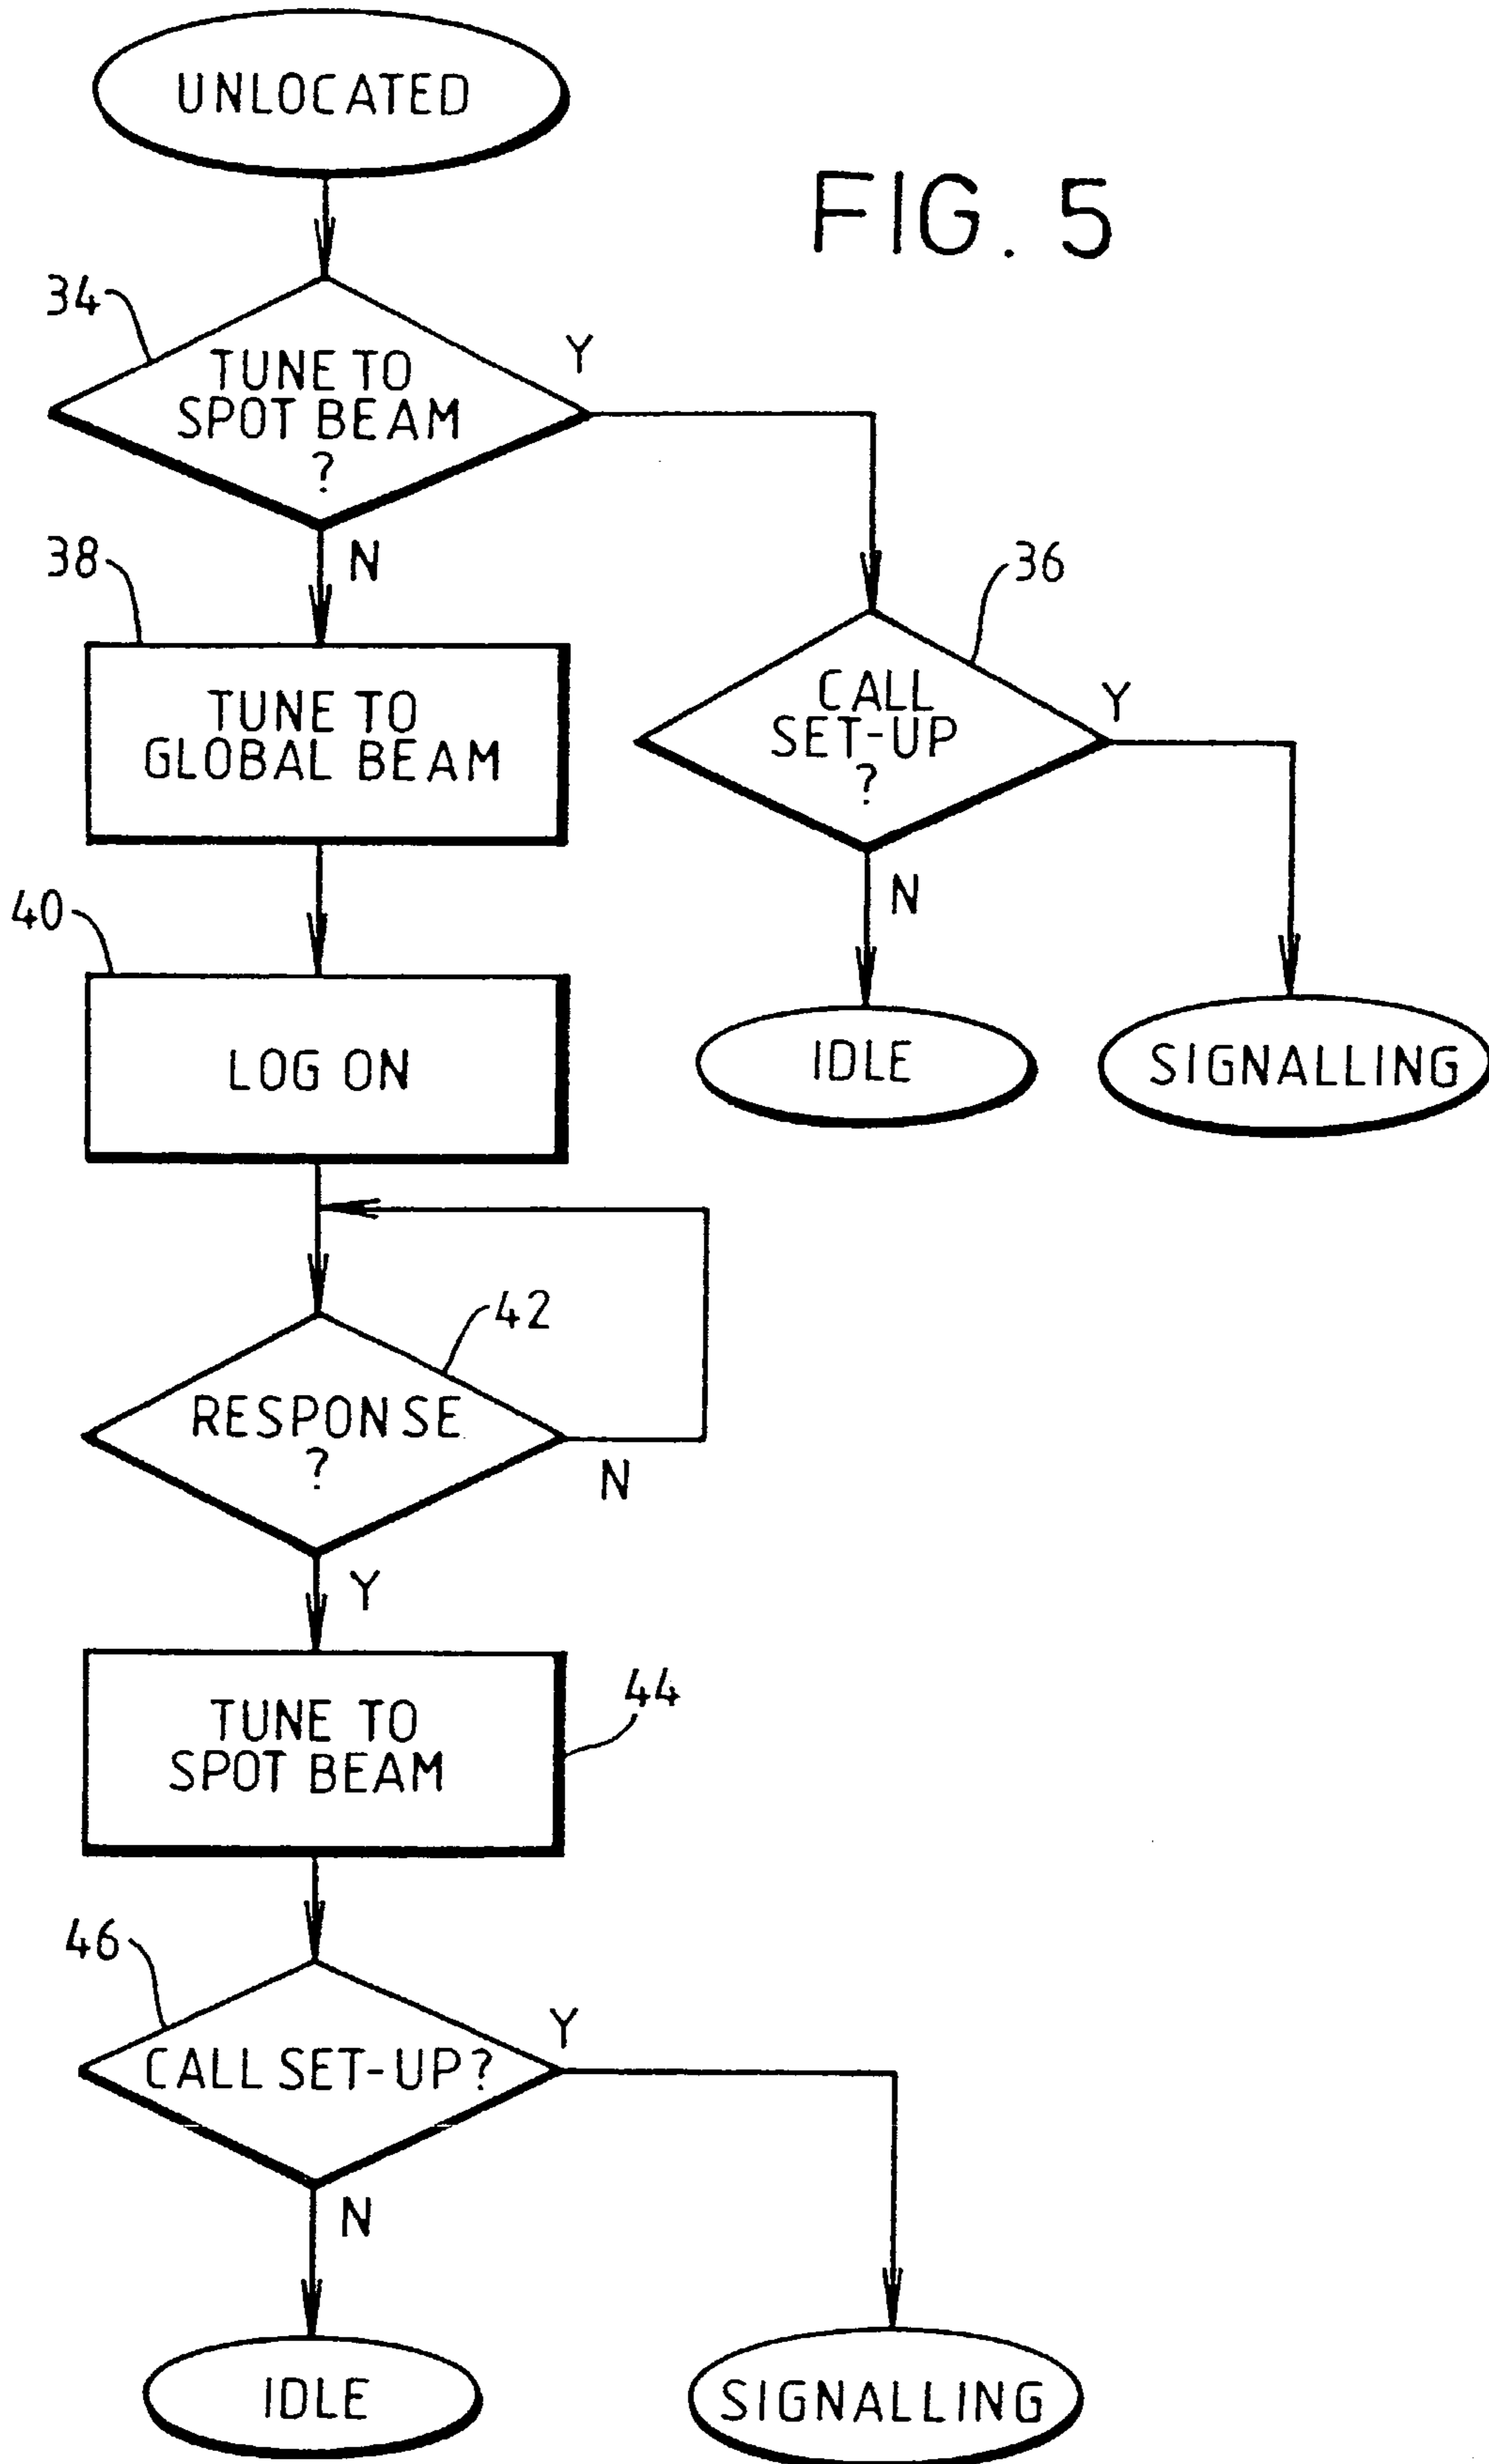 UNLOCATED
FIG. 5
34
TUNE TO
SPOT BEAM
?
Y
N
38
TUNE TO
GLOBAL BEAM
36
CALL
SET-UP
?
Y
N
40
LOG ON
IDLE
SIGNALLING
42
RESPONSE
?
N
Y
TUNE TO
SPOT BEAM
44
46
CALL SET-UP?
Y
N
IDLE
SIGNALLING